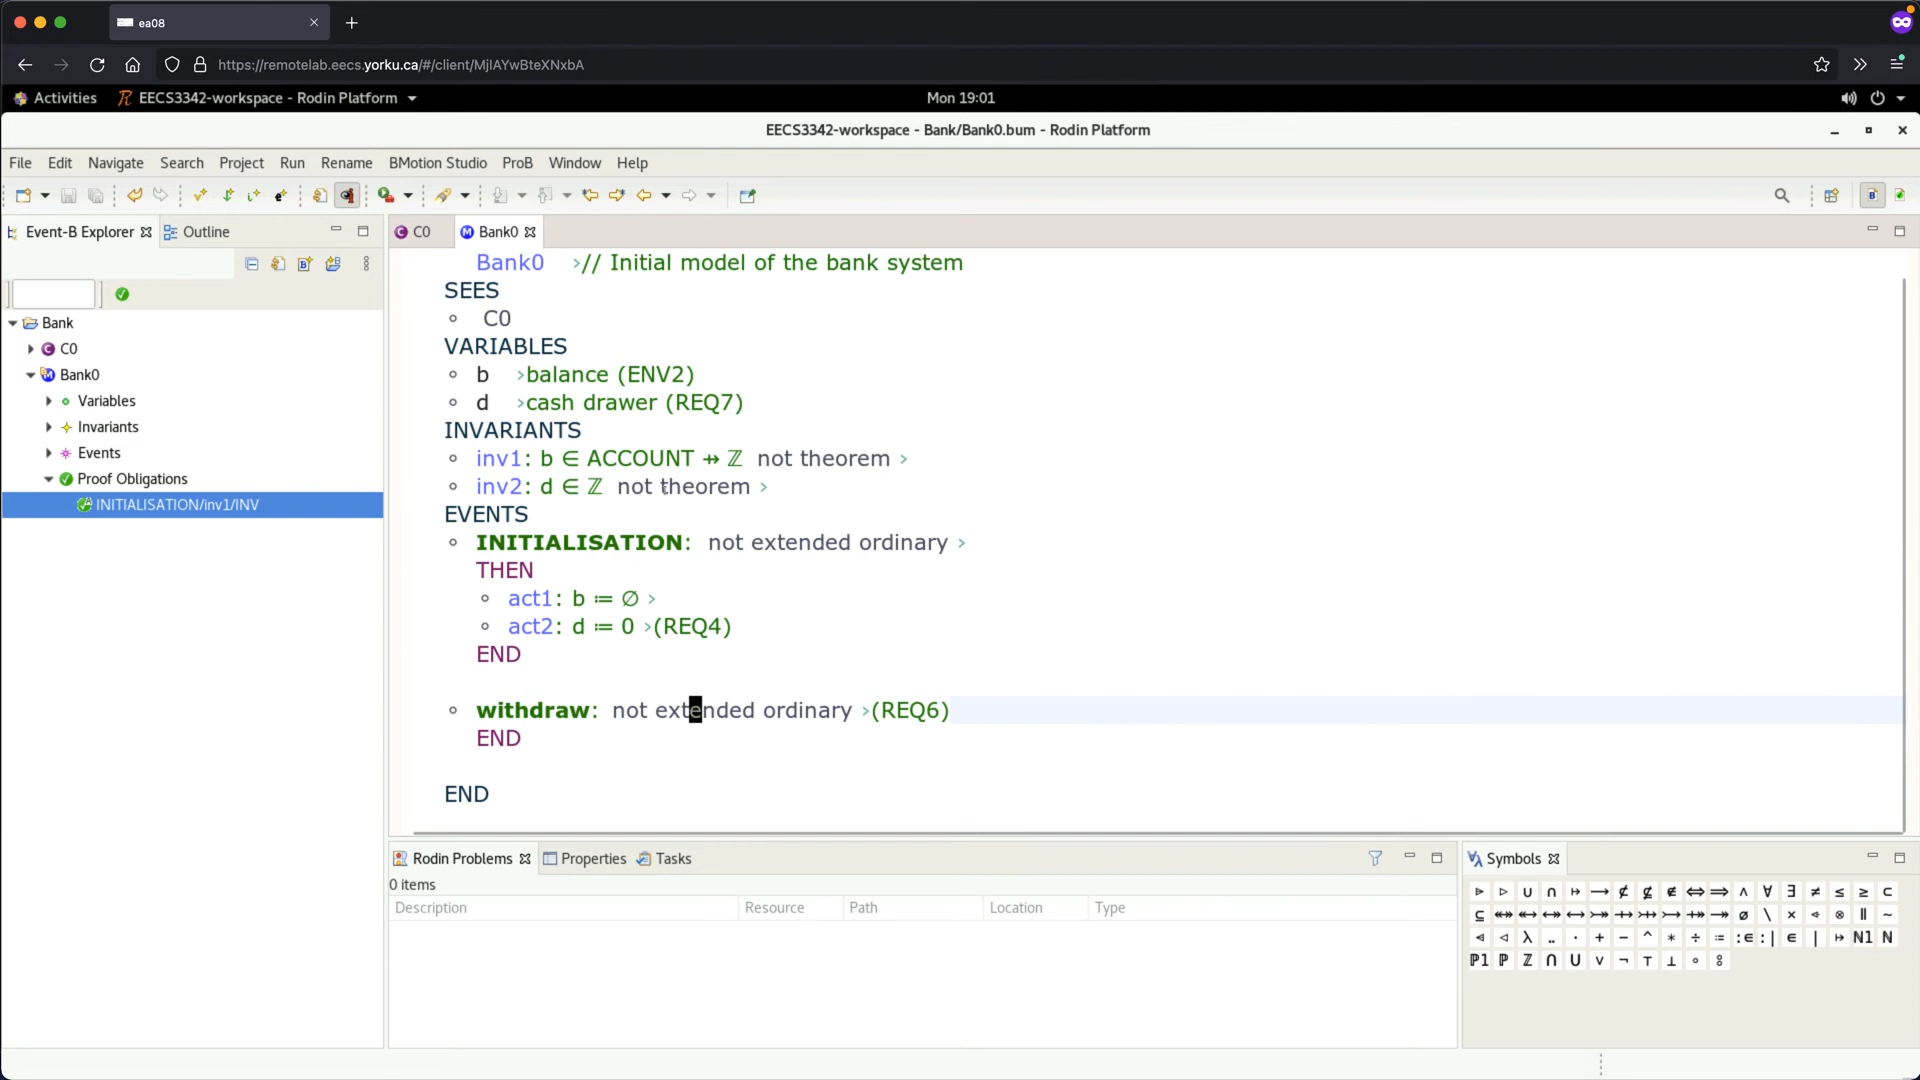 ea08
https://remotelab.eecs.yorku.ca/#/client/MjIAYwBteXNxbA
Activities EECS3342-workspace - Rodin Platform Mon 19:01
EECS3342-workspace - Bank/Bank0.bum - Rodin Platform
File Edit Navigate Search Project Run Rename BMotion Studio ProB Window Help
Event-B Explorer Outline
C0 Bank0
Bank
C0
Bank0
Variables
Invariants
Events
Proof Obligations
INITIALISATION/inv1/INV
Bank0 ›// Initial model of the bank system
SEES
C0
VARIABLES
b ›balance (ENV2)
d ›cash drawer (REQ7)
INVARIANTS
inv1: b ∈ ACCOUNT ⇸ ℤ not theorem ›
inv2: d ∈ ℤ not theorem ›
EVENTS
INITIALISATION: not extended ordinary ›
THEN
act1: b ≔ ∅ ›
act2: d ≔ 0 ›(REQ4)
END
withdraw: not extended ordinary ›(REQ6)
END
END
Rodin Problems Properties Tasks
0 items
Description Resource Path Location Type
Symbols